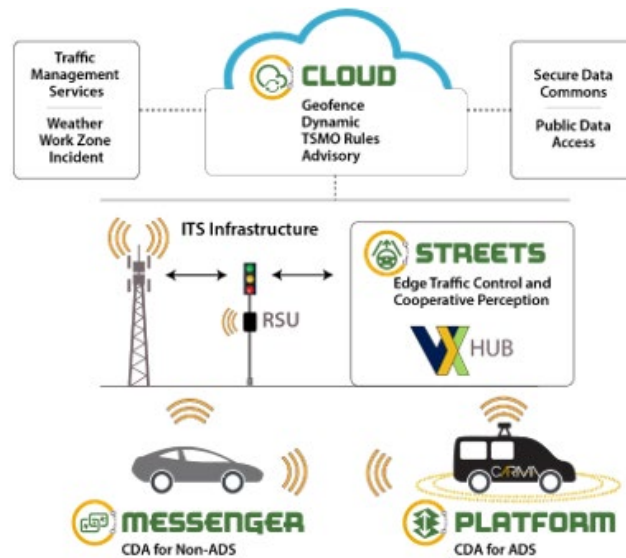 Traffic
Management
Services
Weather
Work Zone
Incident
CLOUD
Geofence
Dynamic
TSMO Rules
Advisory
Secure Data
Commons
Public Data
Access
ITS Infrastructure
RSU
STREETS
Edge Traffic Control and
Cooperative Perception
VX HUB
CARMA
MESSENGER
CDA for Non-ADS
PLATFORM
CDA for ADS